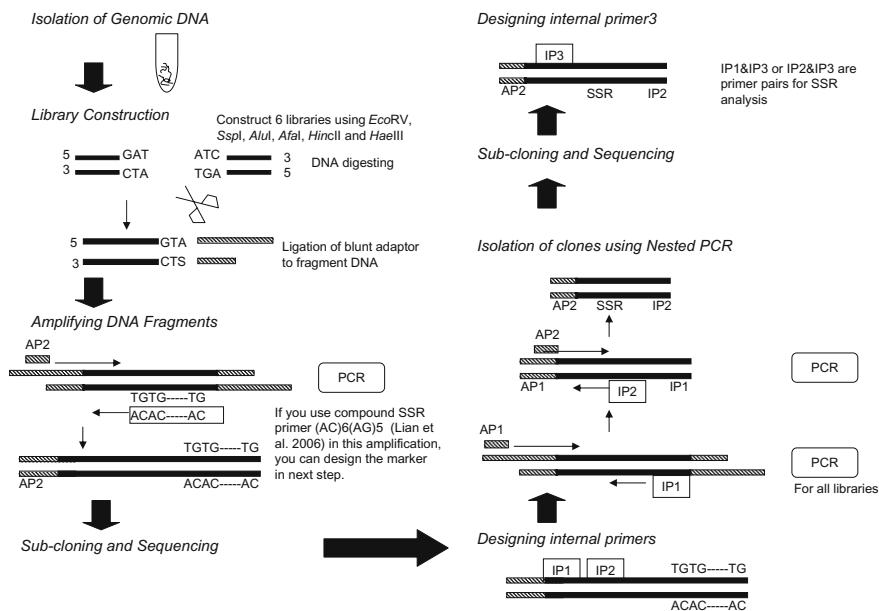 Isolation of Genomic DNA
Library Construction
Construct 6 libraries using EcoRV,
SspI, AluI, AfaI, HincII and HaeIII
5 GAT ATC 3
3 CTA TGA 5
DNA digesting
5 GTA
3 CTS
Ligation of blunt adaptor
to fragment DNA
Amplifying DNA Fragments
AP2
PCR
TGTG-----TG
ACAC-----AC
If you use compound SSR
primer (AC)6(AG)5 (Lian et
al. 2006) in this amplification,
you can design the marker
in next step.
TGTG-----TG
AP2
ACAC----AC
Sub-cloning and Sequencing
Designing internal primer3
IP3
AP2 SSR IP2
IP1&IP3 or IP2&IP3 are
primer pairs for SSR
analysis
Sub-cloning and Sequencing
Isolation of clones using Nested PCR
AP2 SSR IP2
AP2
AP1 IP2 IP1
PCR
AP1
IP1
PCR
For all libraries
Designing internal primers
IP1 IP2 TGTG-----TG
ACAC----AC